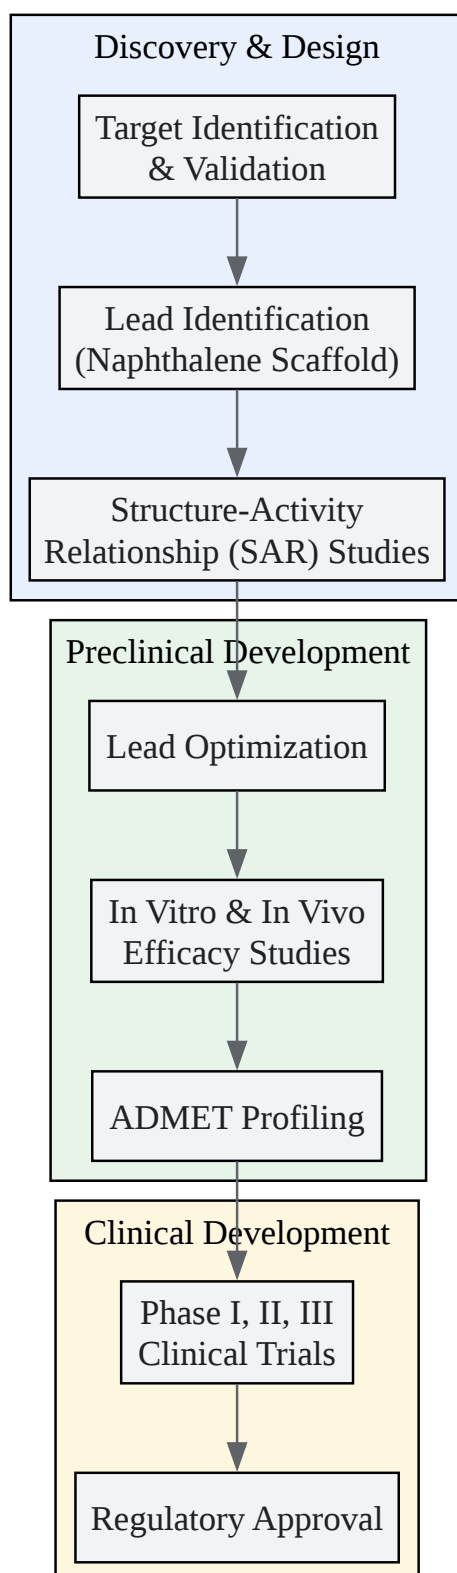 Discovery & Design
Target Identification
& Validation
Lead Identification
(Naphthalene Scaffold)
Structure-Activity
Relationship (SAR) Studies
Preclinical Development
Lead Optimization
In Vitro & In Vivo
Efficacy Studies
ADMET Profiling
Clinical Development
Phase I, II, III
Clinical Trials
Regulatory Approval